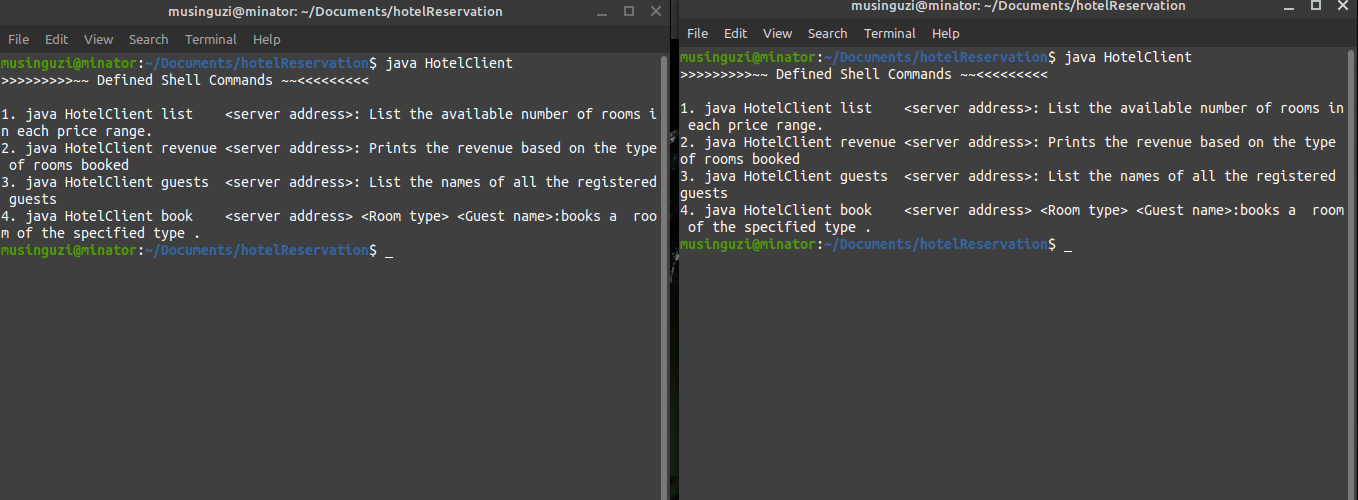 musinguzi@minator: ~/Documents/hotelReservation
File Edit View Search Terminal Help
musinguzi@minator:~/Documents/hotelReservation$ java HotelClient
>>>>>>>>>~~ Defined Shell Commands ~~<<<<<<<<<
1. java HotelClient list    <server address>: List the available number of rooms i
n each price range.
2. java HotelClient revenue <server address>: Prints the revenue based on the type
 of rooms booked
3. java HotelClient guests  <server address>: List the names of all the registered
 guests
4. java HotelClient book    <server address> <Room type> <Guest name>:books a  roo
m of the specified type .
musinguzi@minator:~/Documents/hotelReservation$ _
musinguzi@minator: ~/Documents/hotelReservation
File Edit View Search Terminal Help
musinguzi@minator:~/Documents/hotelReservation$ java HotelClient
>>>>>>>>>~~ Defined Shell Commands ~~<<<<<<<<<
1. java HotelClient list    <server address>: List the available number of rooms in
 each price range.
2. java HotelClient revenue <server address>: Prints the revenue based on the type
of rooms booked
3. java HotelClient guests  <server address>: List the names of all the registered
guests
4. java HotelClient book    <server address> <Room type> <Guest name>:books a  room
 of the specified type .
musinguzi@minator:~/Documents/hotelReservation$ _